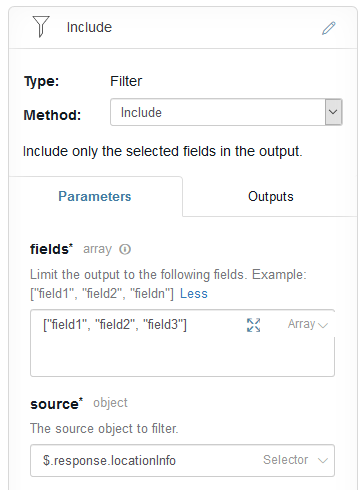 Include
Type: Filter
Method: Include
Include only the selected fields in the output.
Parameters Outputs
fields* array
Limit the output to the following fields. Example:
["field1", "field2", "fieldn"] Less
["field1", "field2", "field3"] Array
source* object
The source object to filter.
$.response.locationInfo Selector